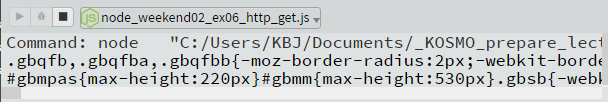 node_weekend02_ex06_http_get.js
Command: node "C:/Users/KBJ/Documents/_KOSMO_prepare_lect
.gbqfb,.gbqfba,.gbqfbb{-moz-border-radius:2px;-webkit-borde
#gbmpas{max-height:220px}#gbmm{max-height:530px}.gbsb{-webk